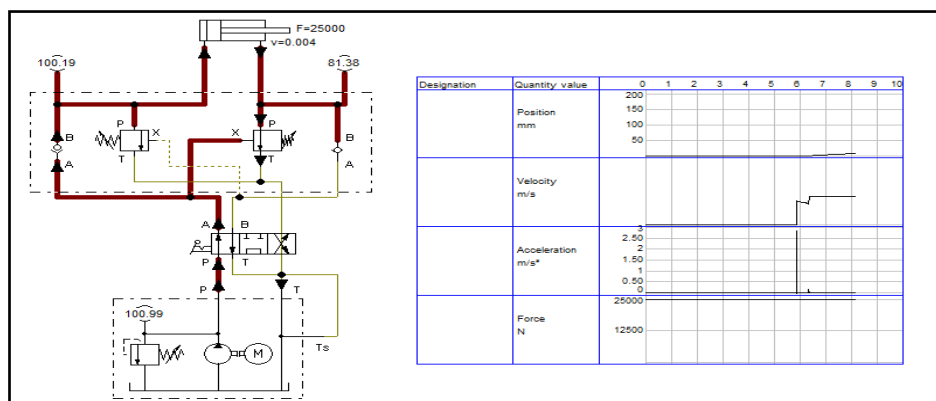 F=25000
v=0.004
100.19
81.38
P
X
T
X
P
T
B
A
B
A
A
B
P
T
P
T
100.99
M
Ts
Designation
Quantity value
0 1 2 3 4 5 6 7 8 9 10
Position
mm
200
150
100
50
Velocity
m/s
Acceleration
m/s²
3
2.50
2
1.50
1
0.50
0
Force
N
25000
12500